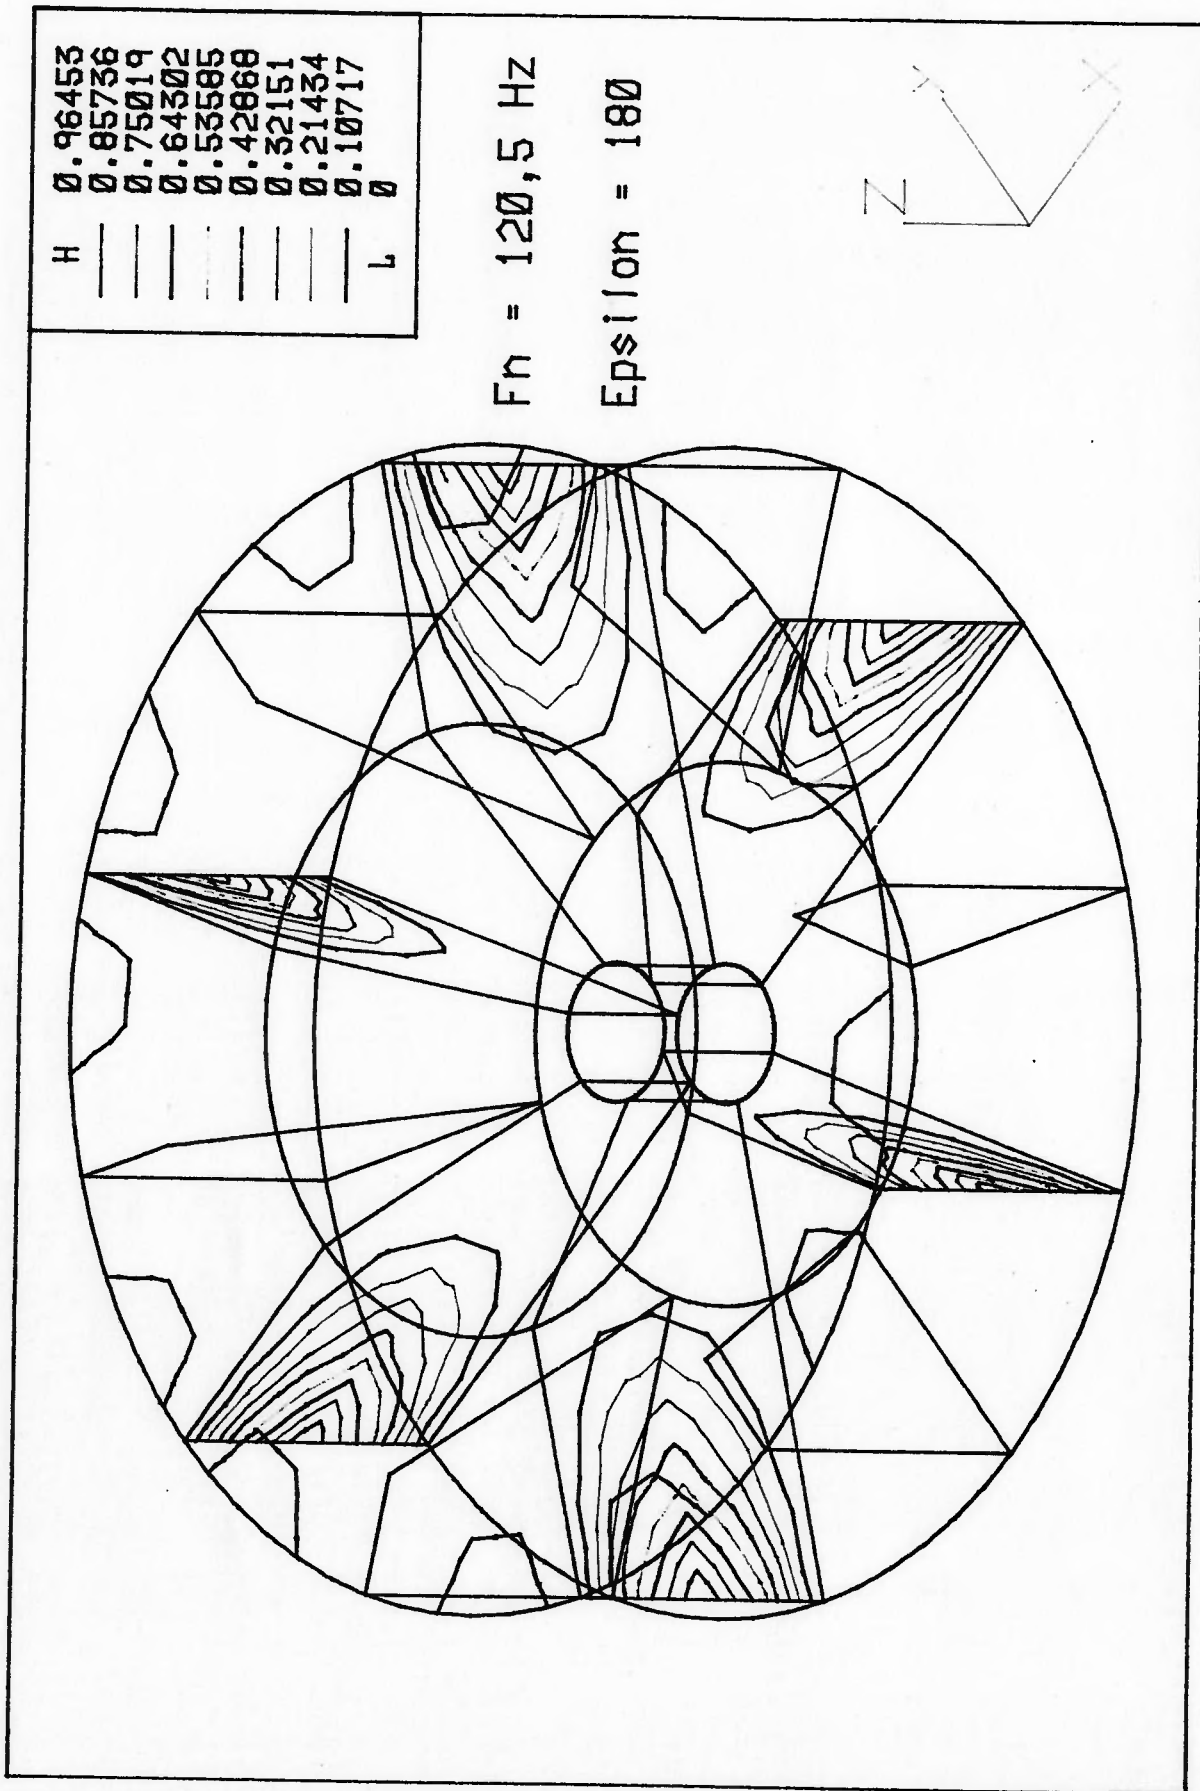 H 0.96453
0.85736
0.75019
0.64302
0.53585
0.42868
0.32151
0.21434
0.10717
L 0
Fn = 120,5 Hz
Epsilon = 180
Z
Y
X